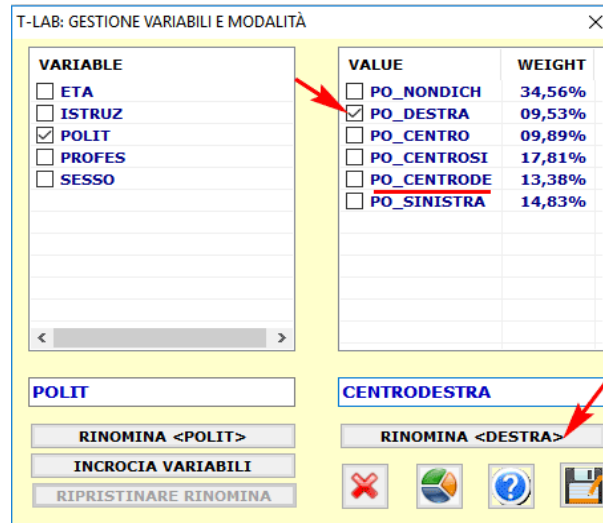 T-LAB: GESTIONE VARIABILI E MODALITÀ
VARIABLE
ETA
ISTRUZ
POLIT
PROFES
SESSO
VALUE WEIGHT
PO_NONDICH 34,56%
PO_DESTRA 09,53%
PO_CENTRO 09,89%
PO_CENTROSI 17,81%
PO_CENTRODE 13,38%
PO_SINISTRA 14,83%
POLIT
CENTRODESTRA
RINOMINA <POLIT>
RINOMINA <DESTRA>
INCROCIA VARIABILI
RIPRISTINARE RINOMINA